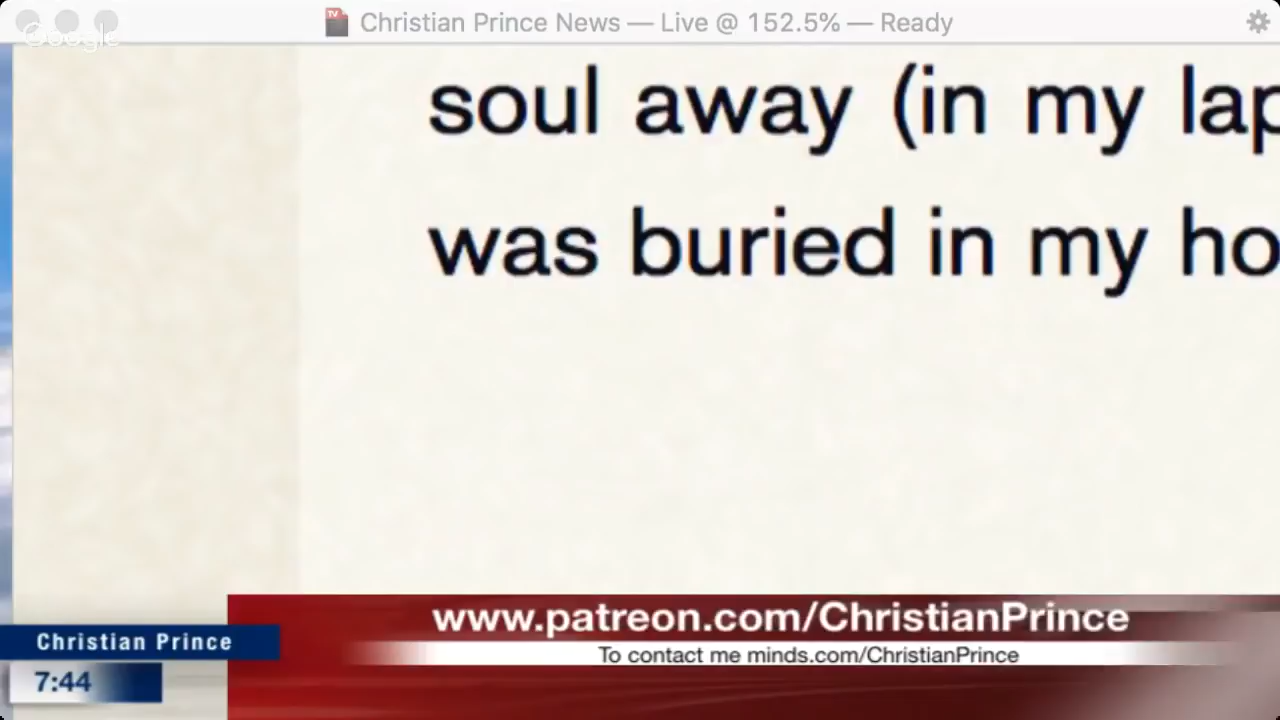 Google
Christian Prince News — Live @ 152.5% — Ready
soul away (in my lap
was buried in my ho
www.patreon.com/ChristianPrince
To contact me minds.com/ChristianPrince
Christian Prince
7:44